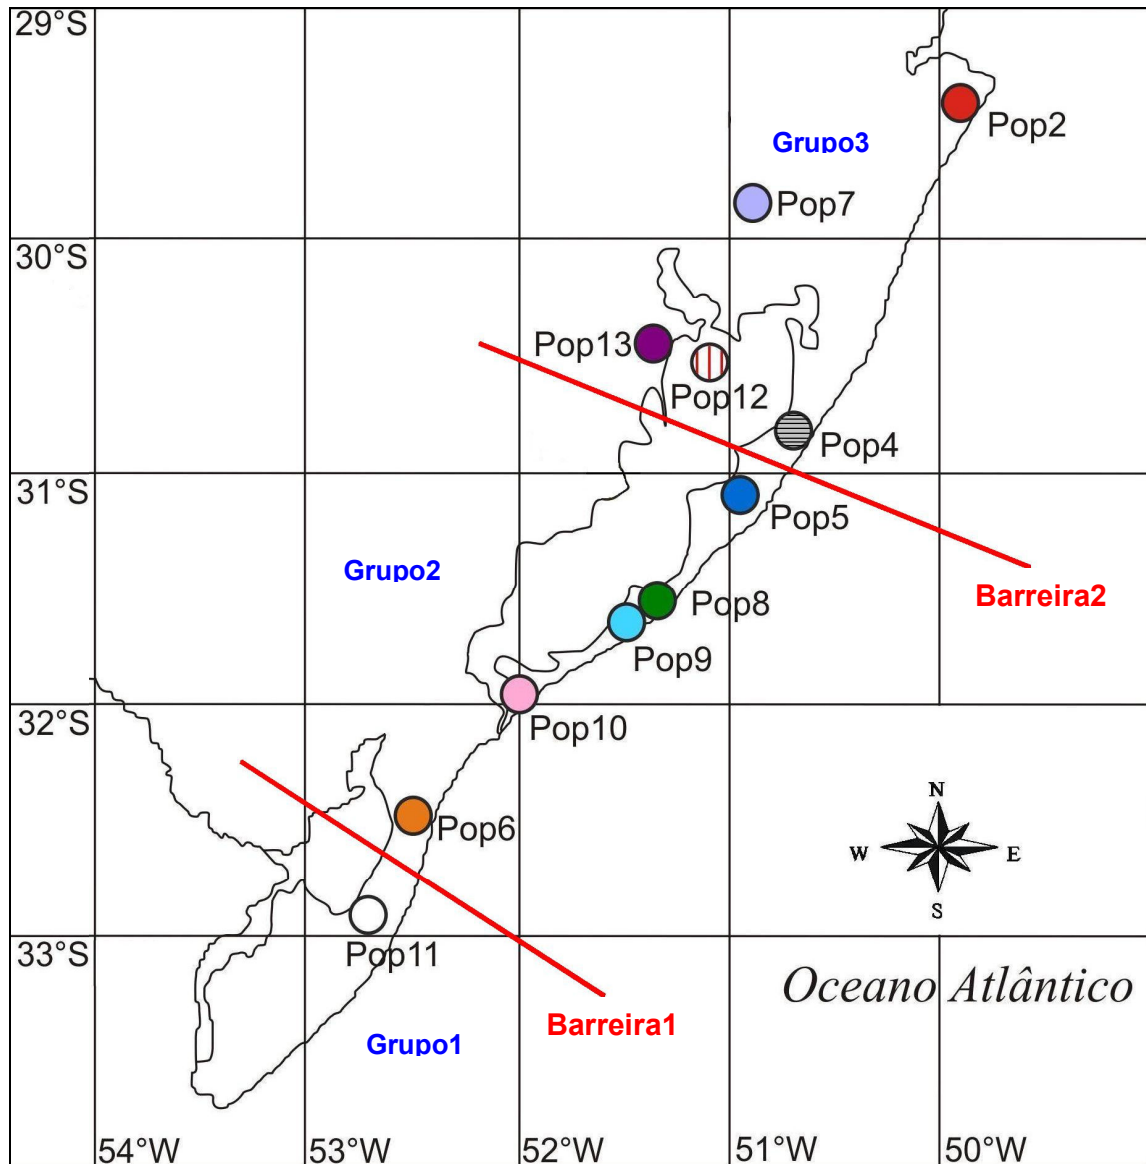 29°S
Pop2
Grupo3
Pop7
30°S
Pop13
Pop12
Pop4
31°S
Pop5
Grupo2
Barreira2
Pop8
Pop9
32°S
Pop10
N
Pop6
W
E
S
33°S
Pop11
Oceano Atlântico
Barreira1
Grupo1
54°W
53°W
52°W
51°W
50°W